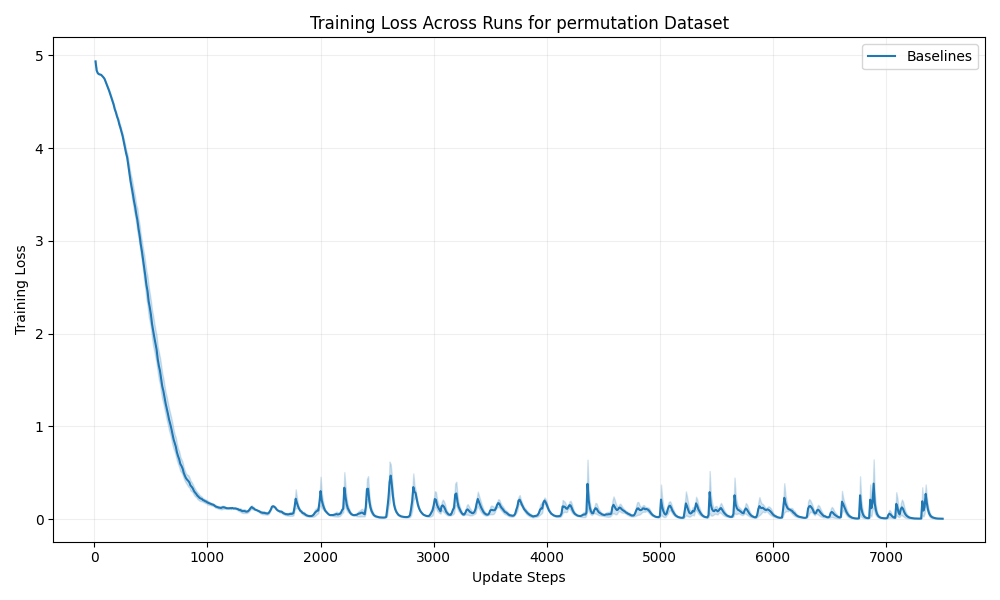 Training Loss Across Runs for permutation Dataset
Baselines
Training Loss
5
4
3
2
1
0
0 1000 2000 3000 4000 5000 6000 7000
Update Steps